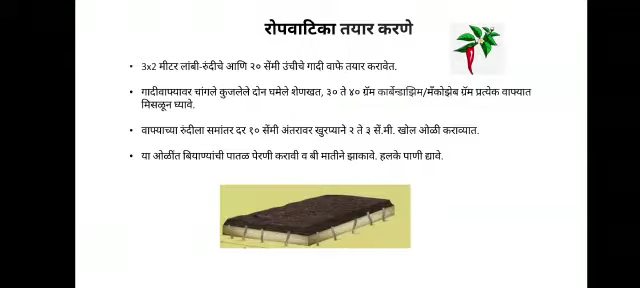 रोपवाटिका तयार करणे
• 3x2 मीटर लांबी-रुंदीचे आणि २० सेंमी उंचीचे गादी वाफे तयार करावेत.
• गादीवाफ्यावर चांगले कुजलेले दोन घमेले शेणखत, ३० ते ४० ग्रॅम कार्बेन्डाझिम/मॅंकोझेब ग्रॅम प्रत्येक वाफ्यात
मिसळून घ्यावे.
• वाफ्याच्या रुंदीला समांतर दर १० सेंमी अंतरावर खुरप्याने २ ते ३ सें.मी. खोल ओळी कराव्यात.
• या ओळींत बियाण्यांची पातळ पेरणी करावी व बी मातीने झाकावे. हलके पाणी द्यावे.